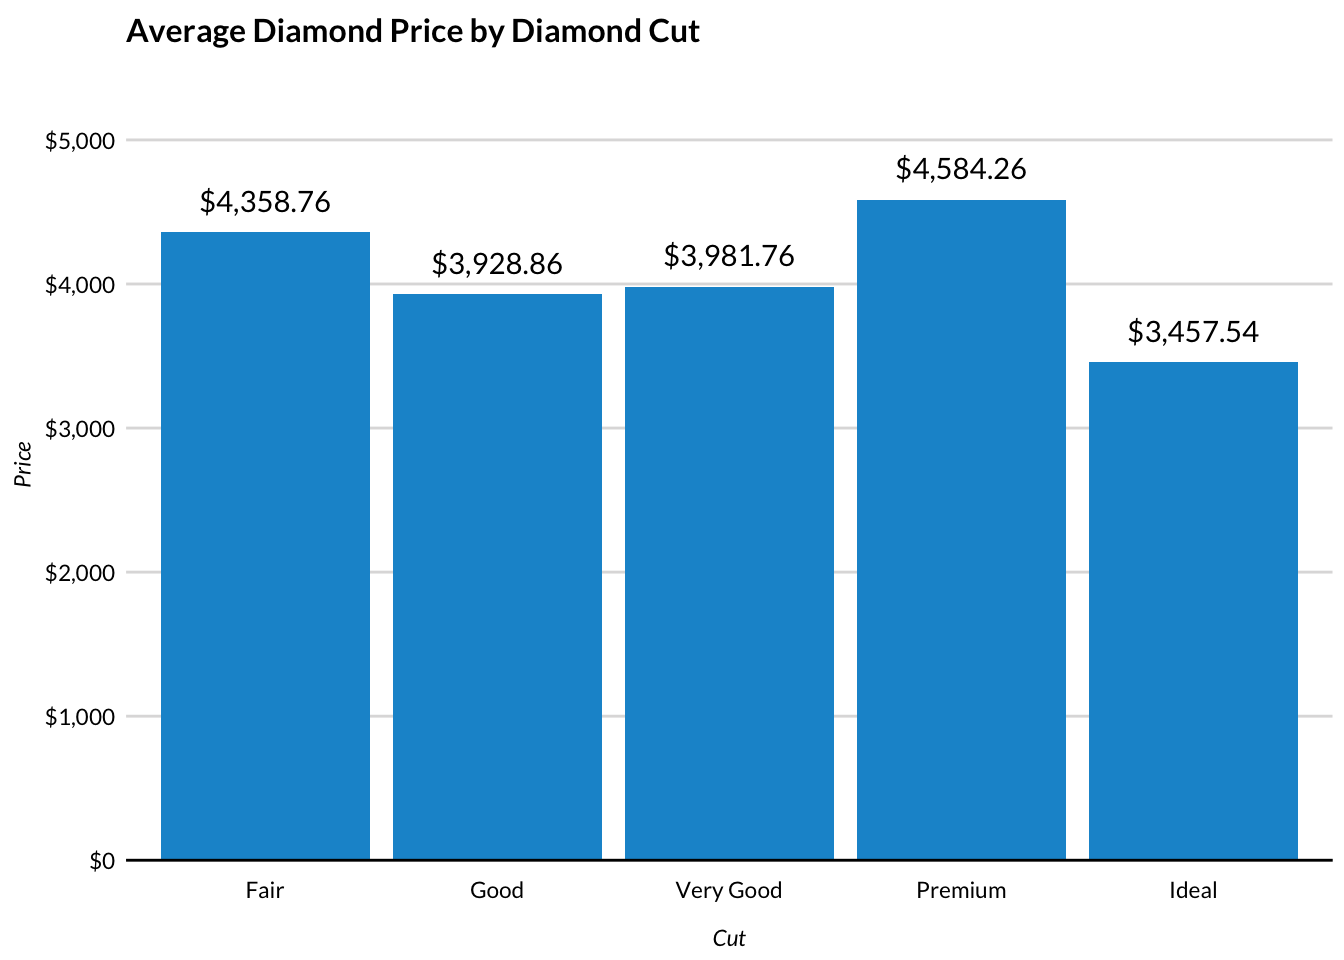 Average Diamond Price by Diamond Cut
$5,000
$4,584.26
$4,358.76
$3,981.76
$3,928.86
$4,000
$3,457.54
$3,000
Price
$2,000
$1,000
$0
Fair
Good
Very Good
Premium
Ideal
Cut